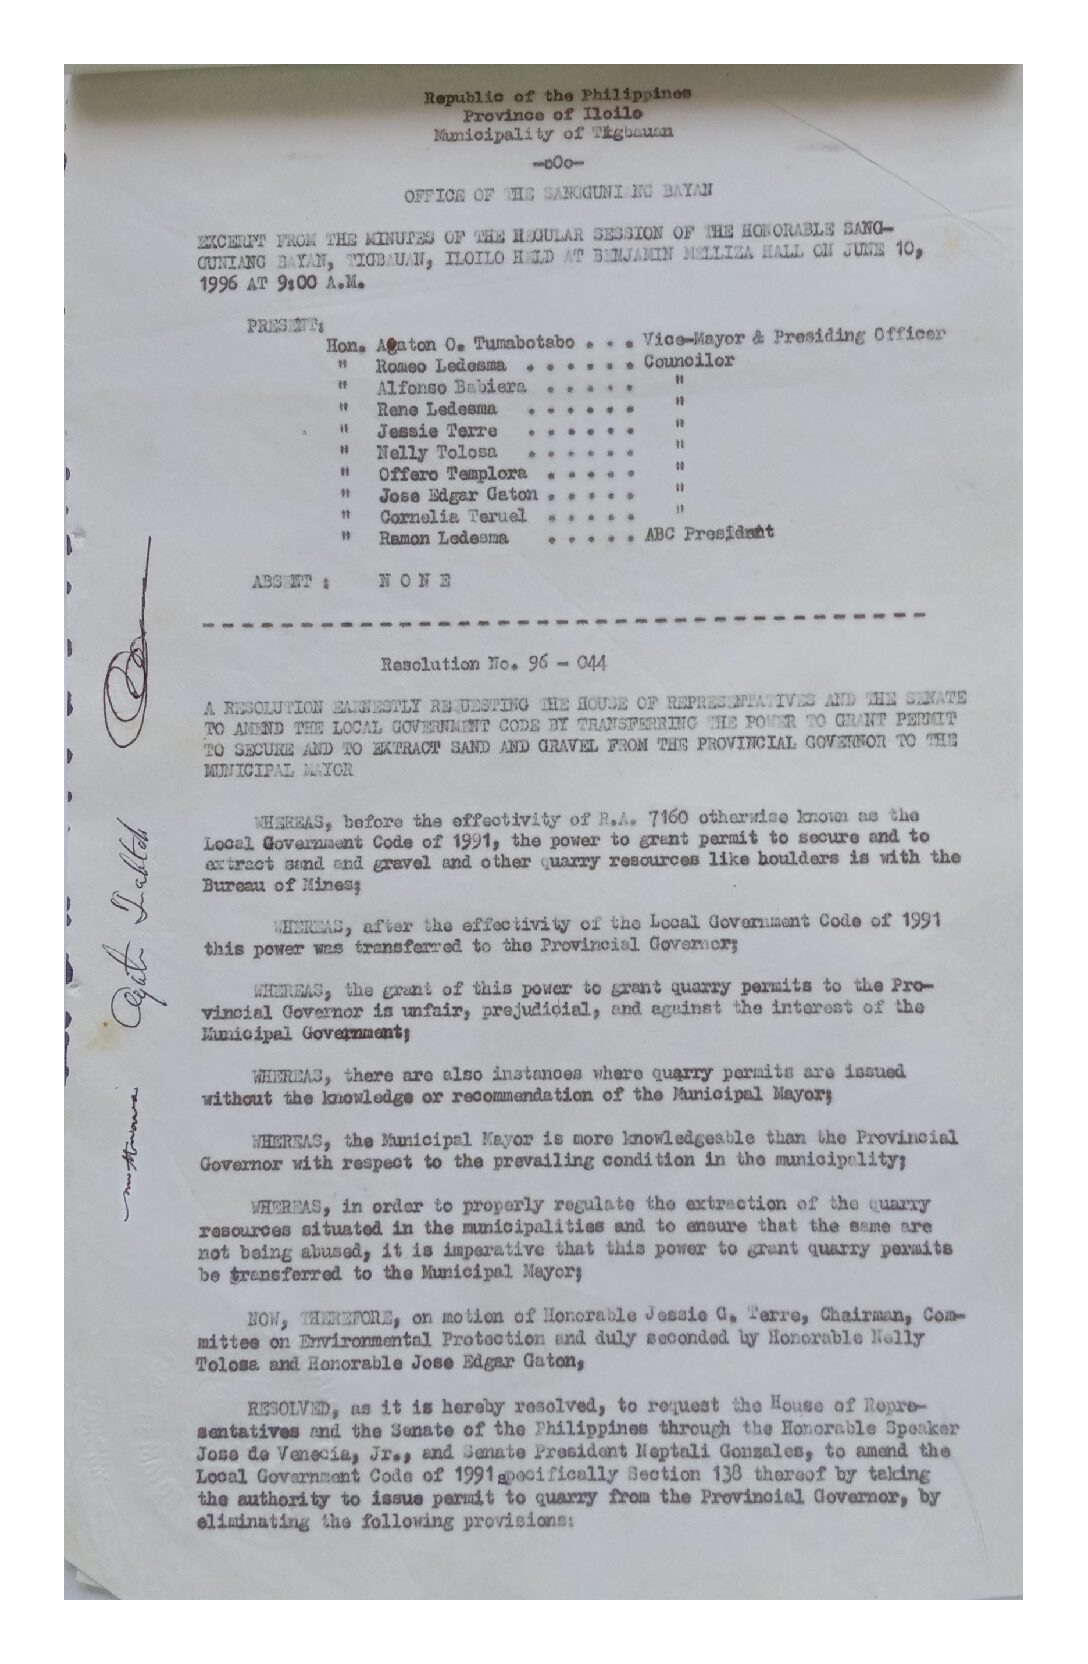 Republic of the Philippines
Province of Iloilo
Municipality of Tigbauan
-oOo-
OFFICE OF THE SANGGUNIANG BAYAN
EXCERPT FROM THE MINUTES OF THE REGULAR SESSION OF THE HONORABLE SANG-
GUNIANG BAYAN, TIGBAUAN, ILOILO HELD AT BENJAMIN MELLIZA HALL ON JUNE 10,
1996 AT 9:00 A.M.
PRESENT:
Hon. Agaton O. Tumabotabo . . . Vice-Mayor & Presiding Officer
" Romeo Ledesma . . . . . . Councilor
" Alfonso Babiera . . . . . "
" Rene Ledesma . . . . . . "
" Jessie Terre . . . . . . "
" Nelly Tolosa . . . . . . "
" Offero Templora . . . . . "
" Jose Edgar Gaton . . . . . "
" Cornelia Teruel . . . . . "
" Ramon Ledesma . . . . . ABC President
ABSENT : N O N E
Resolution No. 96 - 044
A RESOLUTION EARNESTLY REQUESTING THE HOUSE OF REPRESENTATIVES AND THE SENATE
TO AMEND THE LOCAL GOVERNMENT CODE BY TRANSFERRING THE POWER TO GRANT PERMIT
TO SECURE AND TO EXTRACT SAND AND GRAVEL FROM THE PROVINCIAL GOVERNOR TO THE
MUNICIPAL MAYOR
WHEREAS, before the effectivity of R.A. 7160 otherwise known as the
Local Government Code of 1991, the power to grant permit to secure and to
extract sand and gravel and other quarry resources like boulders is with the
Bureau of Mines;
WHEREAS, after the effectivity of the Local Government Code of 1991
this power was transferred to the Provincial Governor;
WHEREAS, the grant of this power to grant quarry permits to the Pro-
vincial Governor is unfair, prejudicial, and against the interest of the
Municipal Government;
WHEREAS, there are also instances where quarry permits are issued
without the knowledge or recommendation of the Municipal Mayor;
WHEREAS, the Municipal Mayor is more knowledgeable than the Provincial
Governor with respect to the prevailing condition in the municipality;
WHEREAS, in order to properly regulate the extraction of the quarry
resources situated in the municipalities and to ensure that the same are
not being abused, it is imperative that this power to grant quarry permits
be transferred to the Municipal Mayor;
NOW, THEREFORE, on motion of Honorable Jessie G. Terre, Chairman, Com-
mittee on Environmental Protection and duly seconded by Honorable Nelly
Tolosa and Honorable Jose Edgar Gaton,
RESOLVED, as it is hereby resolved, to request the House of Repre-
sentatives and the Senate of the Philippines through the Honorable Speaker
Jose de Venecia, Jr., and Senate President Neptali Gonzales, to amend the
Local Government Code of 1991 specifically Section 138 thereof by taking
the authority to issue permit to quarry from the Provincial Governor, by
eliminating the following provisions: